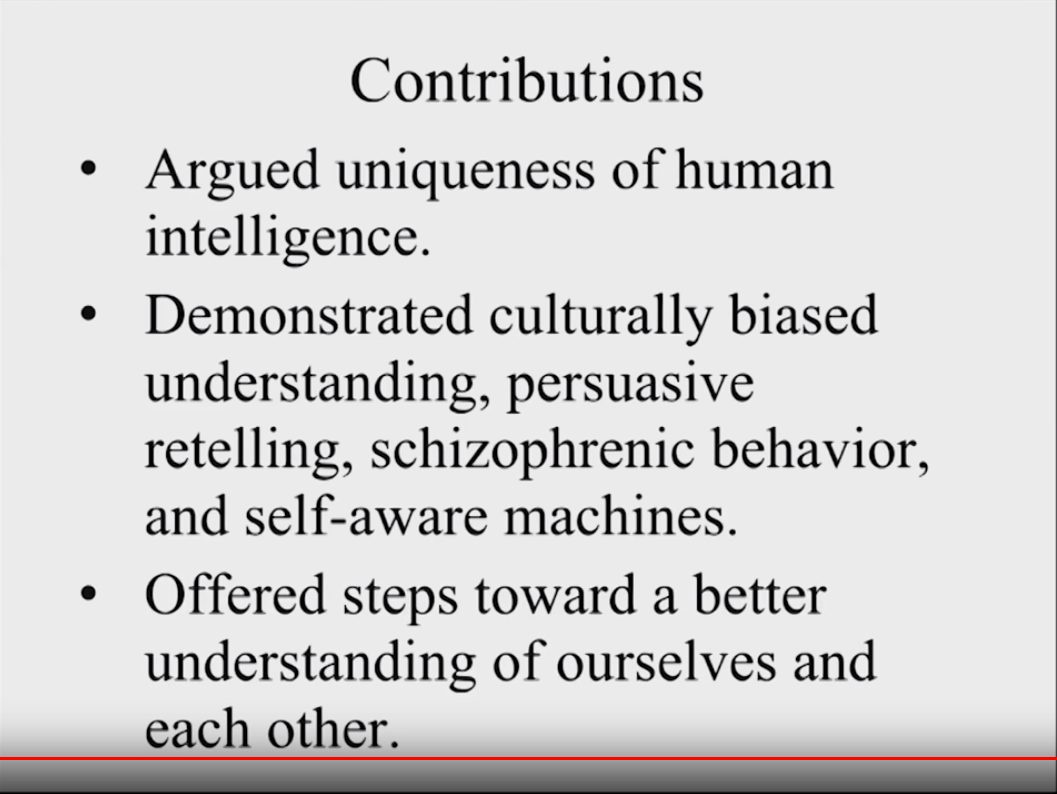 Contributions
• Argued uniqueness of human
intelligence.
• Demonstrated culturally biased
understanding, persuasive
retelling, schizophrenic behavior,
and self-aware machines.
• Offered steps toward a better
understanding of ourselves and
each other.